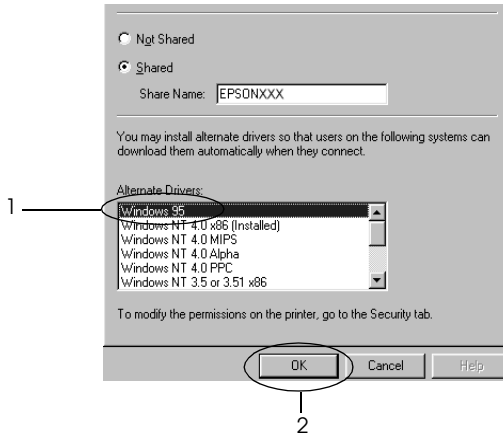 Not Shared
Shared
Share Name: EPSONXXX
You may install alternate drivers so that users on the following systems can
download them automatically when they connect.
Alternate Drivers:
1
Windows 95
Windows NT 4.0 x86 (Installed)
Windows NT 4.0 MIPS
Windows NT 4.0 Alpha
Windows NT 4.0 PPC
Windows NT 3.5 or 3.51 x86
To modify the permissions on the printer, go to the Security tab.
OK Cancel Help
2